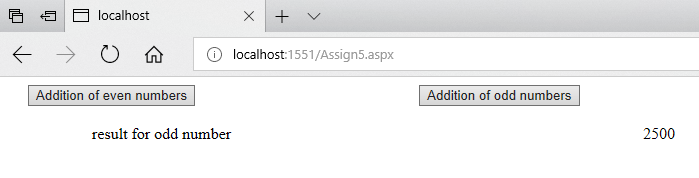 localhost
localhost:1551/Assign5.aspx
Addition of even numbers Addition of odd numbers
result for odd number 2500